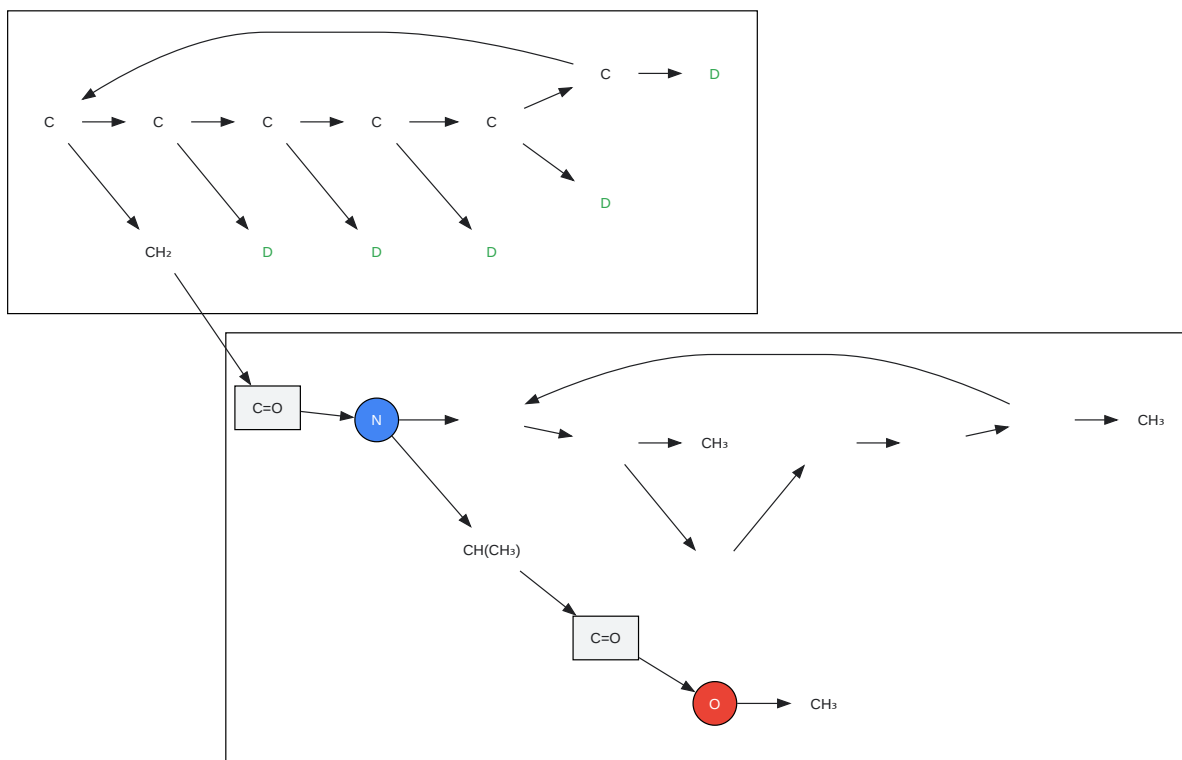 C D
C C C C C
D
CH₂ D D D
C=O N CH₃
CH₃
CH(CH₃)
C=O
O CH₃